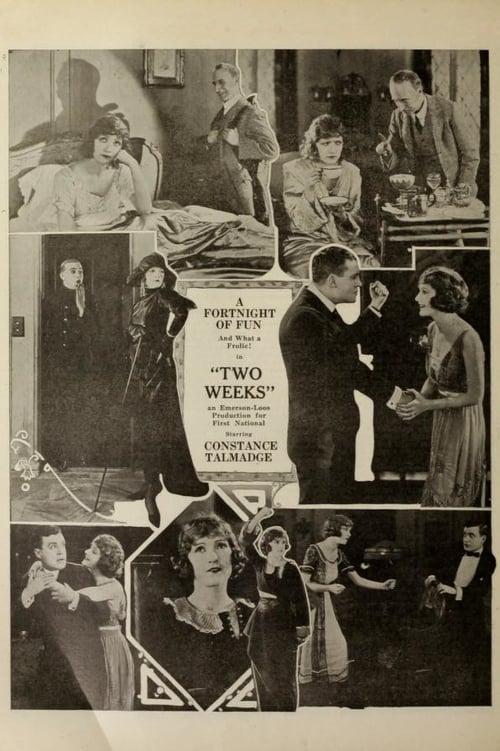 A
FORTNIGHT
OF FUN
And What a
Frolic!
in
"TWO
WEEKS"
an Emerson-Loos
Production for
First National
Starring
CONSTANCE
TALMADGE